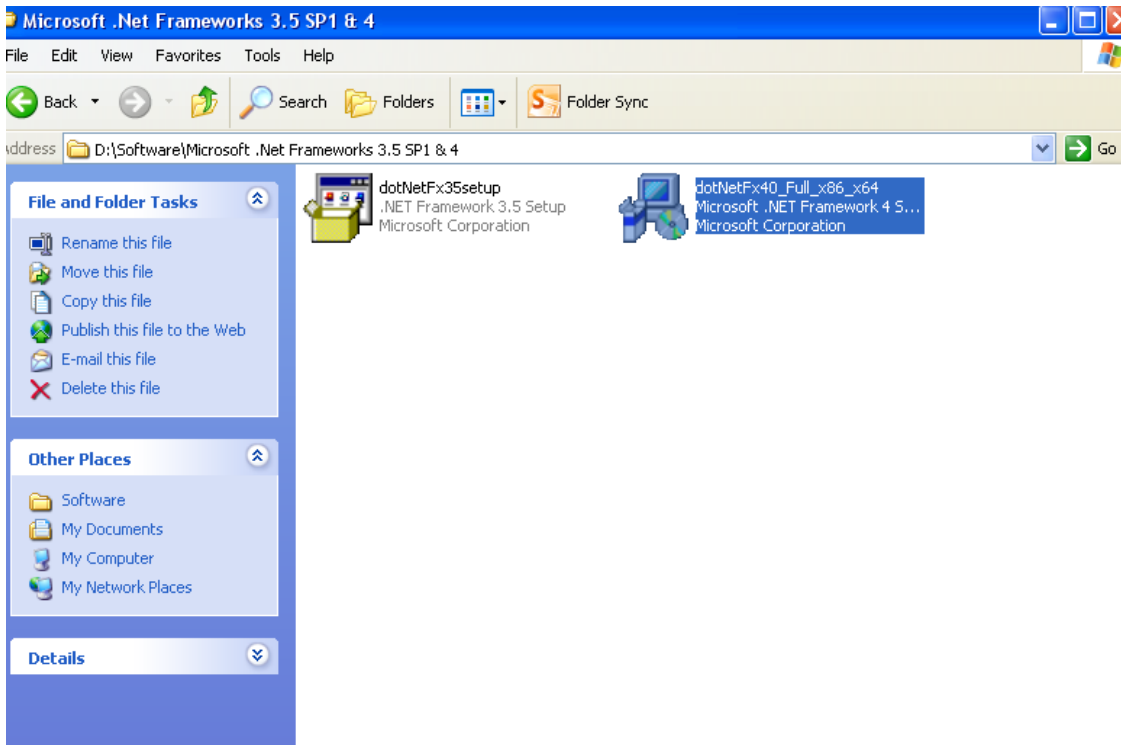 Microsoft .Net Frameworks 3.5 SP1 & 4
File Edit View Favorites Tools Help
Back Search Folders Folder Sync
Address D:\Software\Microsoft .Net Frameworks 3.5 SP1 & 4 Go
File and Folder Tasks
Rename this file
Move this file
Copy this file
Publish this file to the Web
E-mail this file
Delete this file
Other Places
Software
My Documents
My Computer
My Network Places
Details
dotNetFx35setup
.NET Framework 3.5 Setup
Microsoft Corporation
dotNetFx40_Full_x86_x64
Microsoft .NET Framework 4 S...
Microsoft Corporation